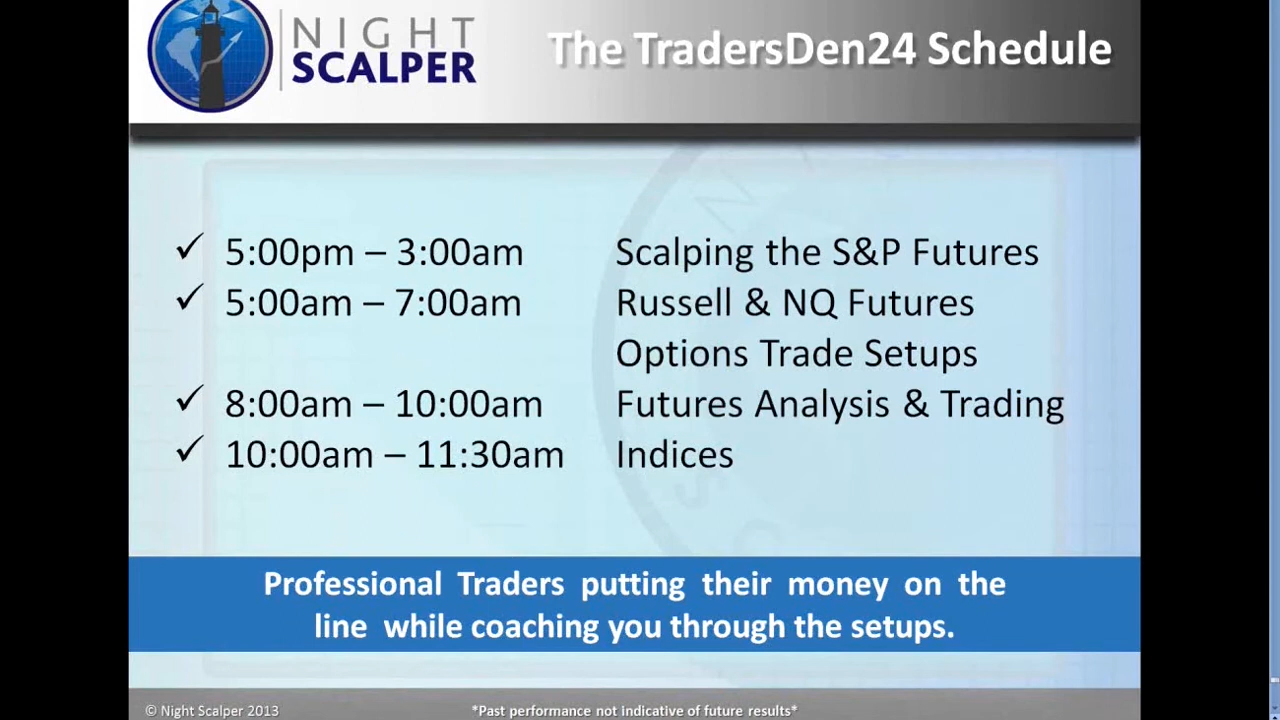 NIGHT
SCALPER
The TradersDen24 Schedule
✓ 5:00pm – 3:00am Scalping the S&P Futures
✓ 5:00am – 7:00am Russell & NQ Futures
Options Trade Setups
✓ 8:00am – 10:00am Futures Analysis & Trading
✓ 10:00am – 11:30am Indices
Professional Traders putting their money on the
line while coaching you through the setups.
© Night Scalper 2013 *Past performance not indicative of future results*